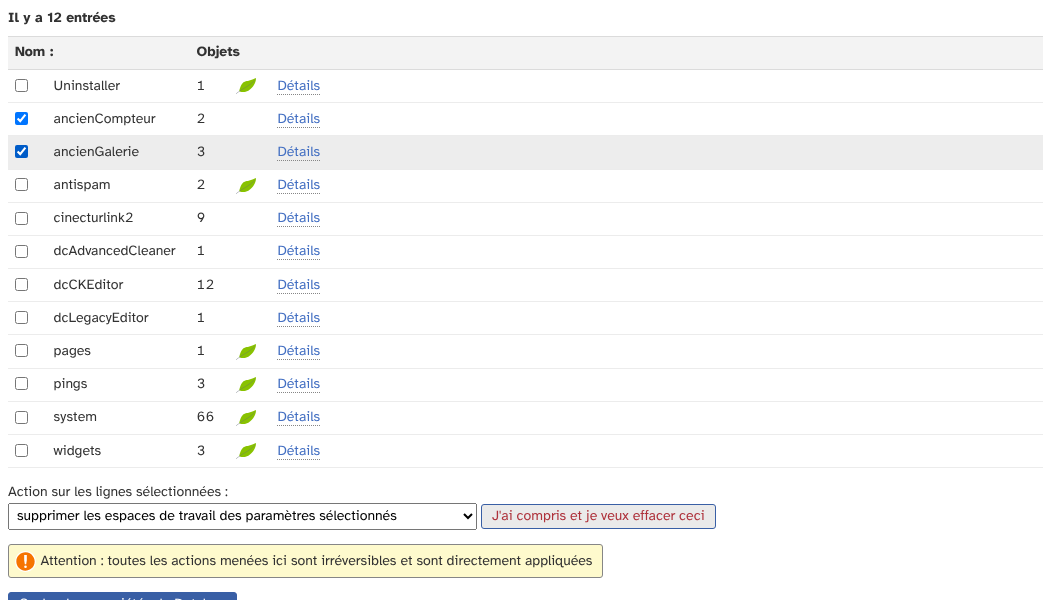 Il y a 12 entrées
Nom : Objets
Uninstaller 1 Détails
ancienCompteur 2 Détails
ancienGalerie 3 Détails
antispam 2 Détails
cinecturlink2 9 Détails
dcAdvancedCleaner 1 Détails
dcCKEditor 12 Détails
dcLegacyEditor 1 Détails
pages 1 Détails
pings 3 Détails
system 66 Détails
widgets 3 Détails
Action sur les lignes sélectionnées :
supprimer les espaces de travail des paramètres sélectionnés J'ai compris et je veux effacer ceci
Attention : toutes les actions menées ici sont irréversibles et sont directement appliquées